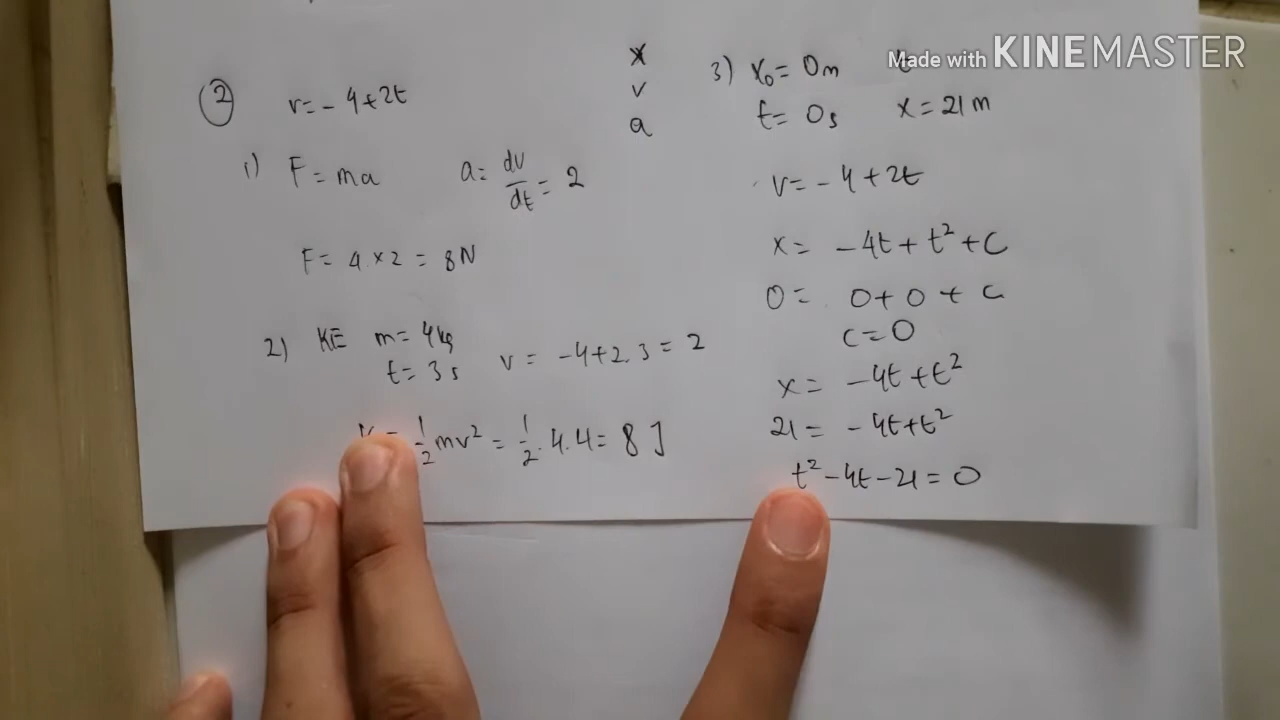 Made with KINEMASTER
② v = - 4 + 2t
1) F = ma a = dv/dt = 2
F = 4 × 2 = 8N
2) KE m = 4kg
t = 3s v = -4+2.3 = 2
1/2 mv² = 1/2 . 4.4 = 8 J
x
v
a
3) x₀ = 0m
t = 0s x = 21m
v = - 4 + 2t
x = -4t + t² + C
0 = 0 + 0 + C
C = 0
x = -4t + t²
21 = -4t + t²
t² - 4t - 21 = 0